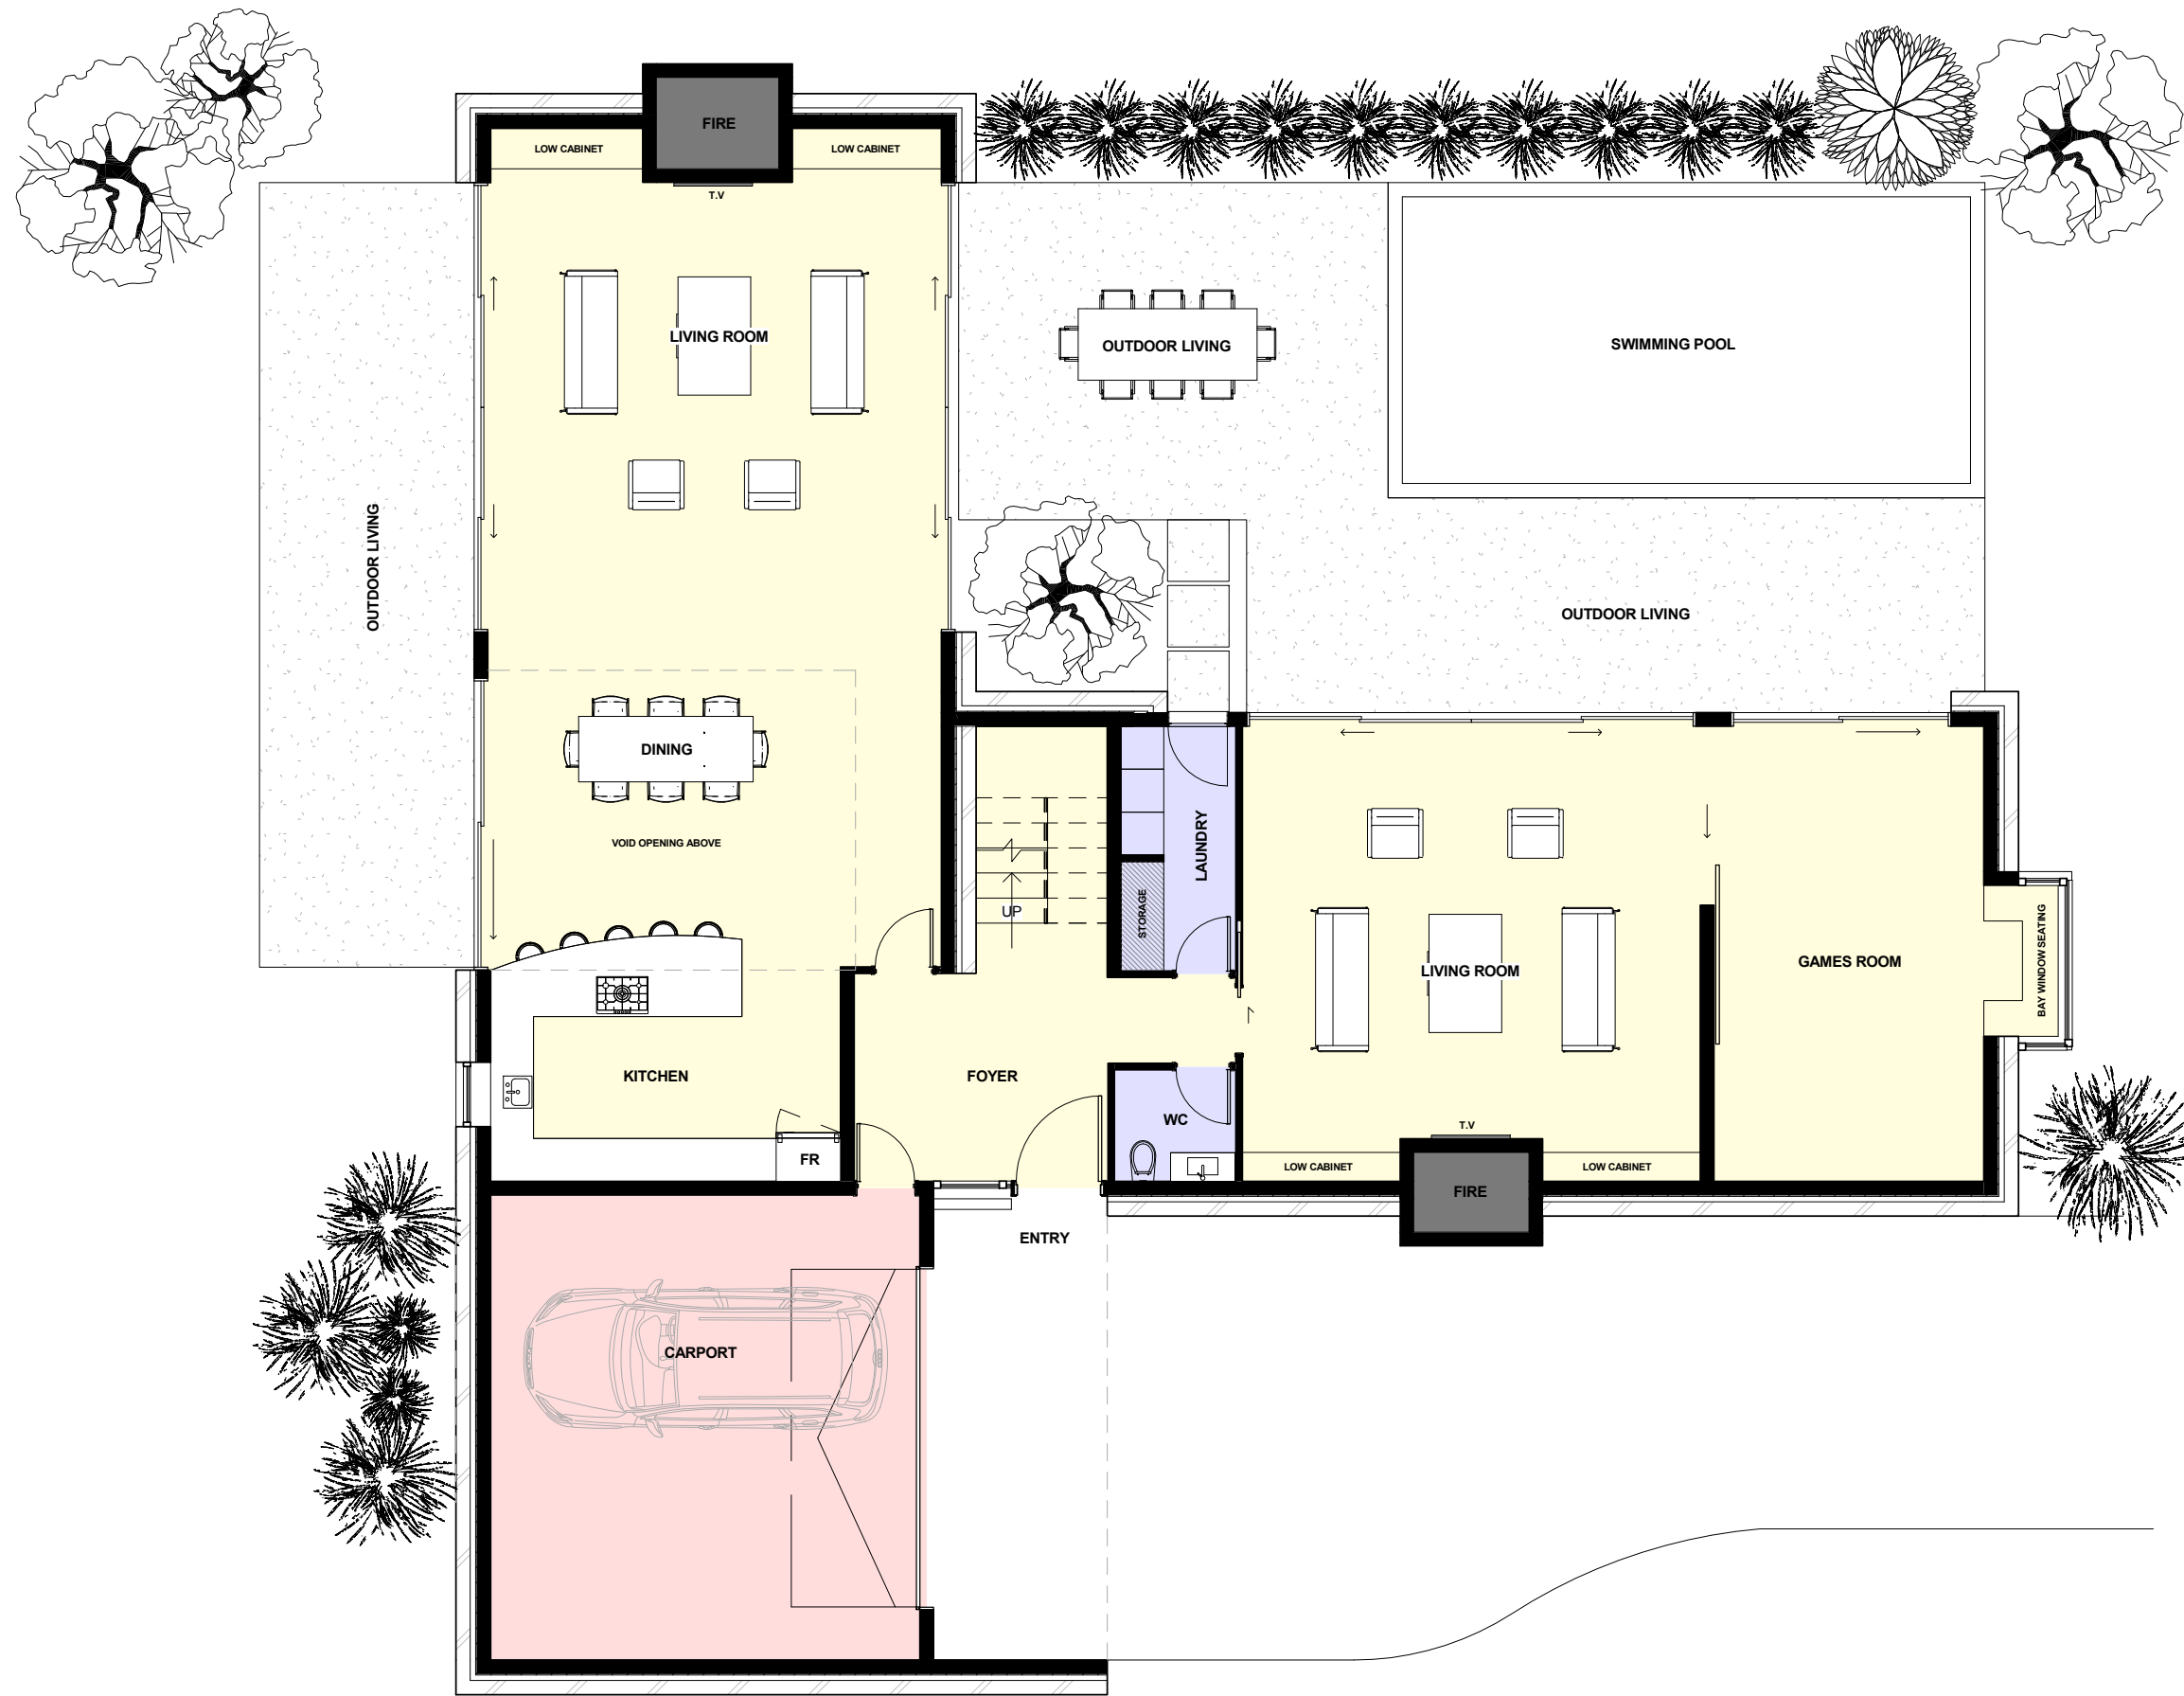 FIRE
LOW CABINET
LOW CABINET
T.V
LIVING ROOM
OUTDOOR LIVING
SWIMMING POOL
OUTDOOR LIVING
OUTDOOR LIVING
DINING
VOID OPENING ABOVE
UP
LAUNDRY
STORAGE
LIVING ROOM
GAMES ROOM
BAY WINDOW SEATING
KITCHEN
FOYER
WC
T.V
FR
LOW CABINET
LOW CABINET
FIRE
ENTRY
CARPORT